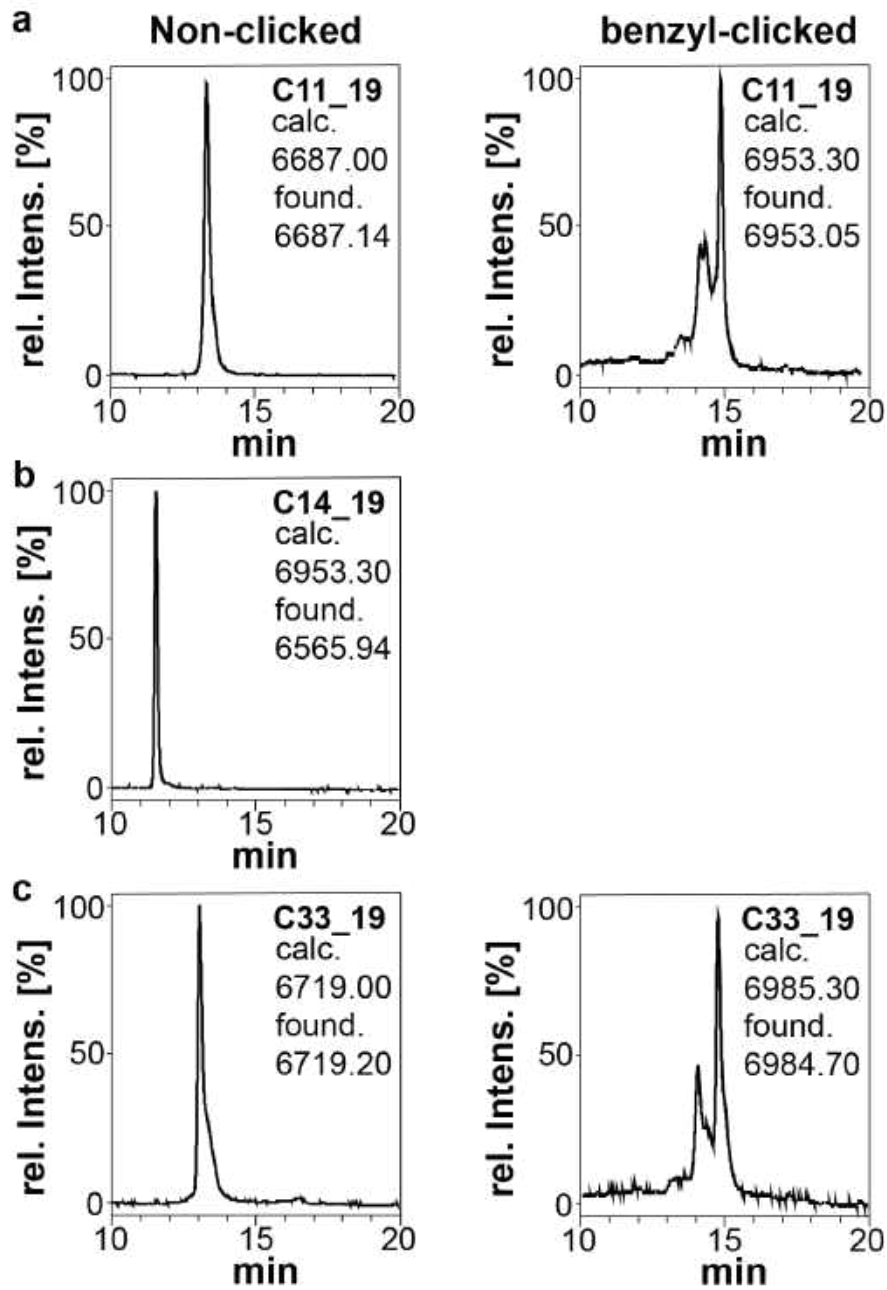 a
Non-clicked
benzyl-clicked
rel. Intens. [%]
100
50
0
C11_19
calc.
6687.00
found.
6687.14
10
15
20
min
rel. Intens. [%]
100
50
0
C11_19
calc.
6953.30
found.
6953.05
10
15
20
min
b
rel. Intens. [%]
100
50
0
C14_19
calc.
6953.30
found.
6565.94
10
15
20
min
c
rel. Intens. [%]
100
50
0
C33_19
calc.
6719.00
found.
6719.20
10
15
20
min
rel. Intens. [%]
100
50
0
C33_19
calc.
6985.30
found.
6984.70
10
15
20
min